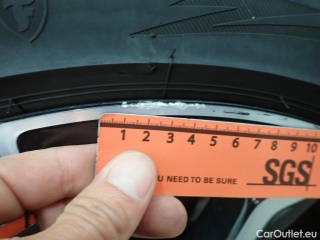 1 2 3 4 5 6 7 8 9 10
U NEED TO BE SURE
SGS
CarOutlet.eu